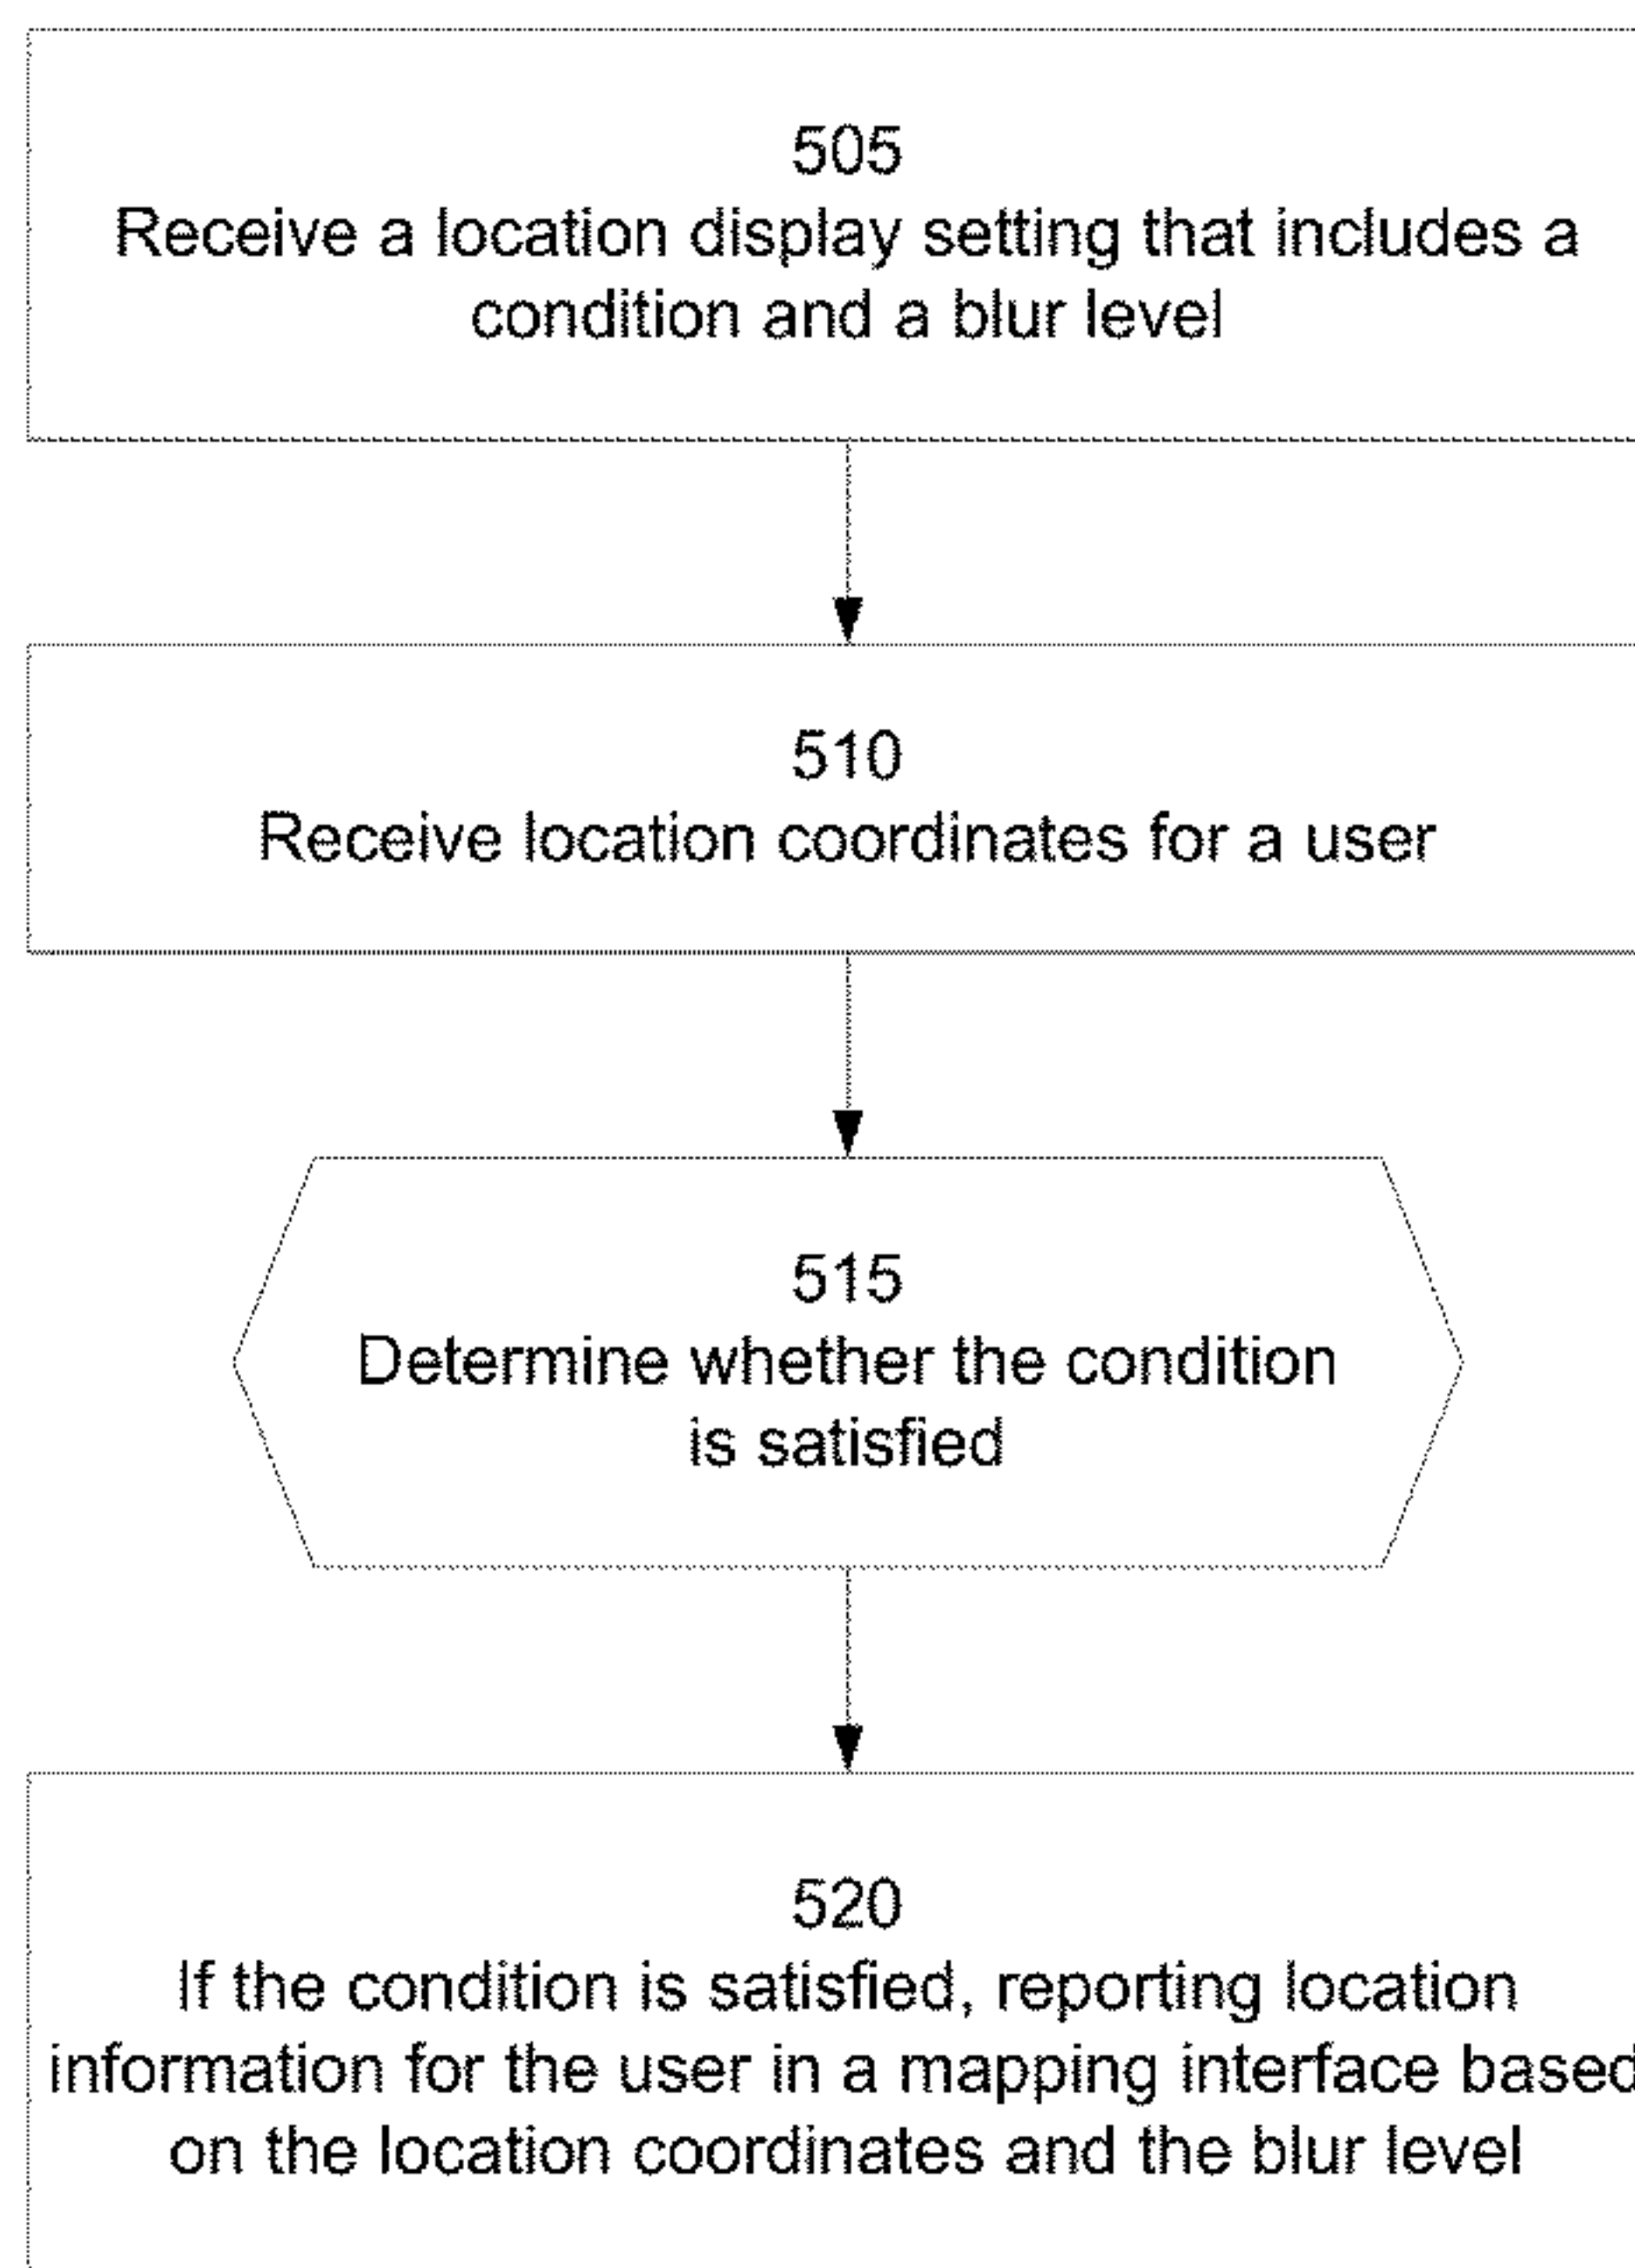 505
Receive a location display setting that includes a
condition and a blur level
510
Receive location coordinates for a user
515
Determine whether the condition
is satisfied
520
If the condition is satisfied, reporting location
information for the user in a mapping interface based
on the location coordinates and the blur level